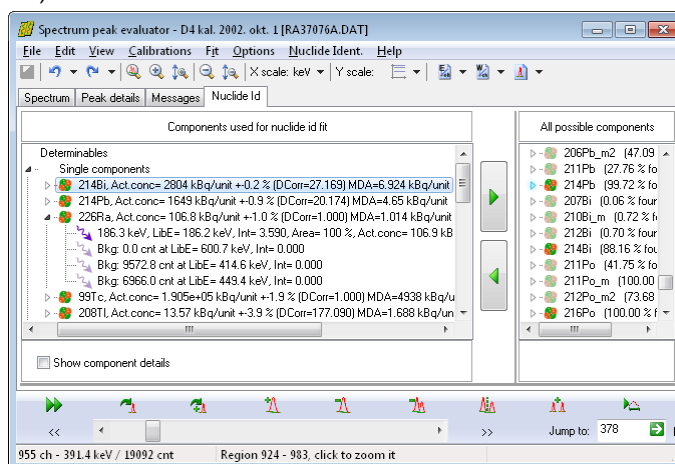 Spectrum peak evaluator - D4 kal. 2002. okt. 1 [RA37076A.DAT]
File Edit View Calibrations Fit Options Nuclide Ident. Help
X scale: keV Y scale:
Spectrum Peak details Messages Nuclide Id
Components used for nuclide id fit
Determinables
Single components
214Bi, Act.conc= 2804 kBq/unit +-0.2 % (DCorr=27.169) MDA=6.924 kBq/unit
214Pb, Act.conc= 1649 kBq/unit +-0.9 % (DCorr=20.174) MDA=4.65 kBq/unit
226Ra, Act.conc= 106.8 kBq/unit +-1.0 % (DCorr=1.000) MDA=1.014 kBq/unit
186.3 keV, LibE= 186.2 keV, Int= 3.590, Area= 100 %, Act.conc= 106.9 kB
Bkg: 0.0 cnt at LibE= 600.7 keV, Int= 0.000
Bkg: 9572.8 cnt at LibE= 414.6 keV, Int= 0.000
Bkg: 6966.0 cnt at LibE= 449.4 keV, Int= 0.000
99Tc, Act.conc= 1.905e+05 kBq/unit +-1.9 % (DCorr=1.000) MDA=4938 kBq/u
208Tl, Act.conc= 13.57 kBq/unit +-3.9 % (DCorr=177.090) MDA=1.688 kBq/un
Show component details
All possible components
206Pb_m2 (47.09
211Pb (27.76 % fo
214Pb (99.72 % fo
207Bi (0.06 % four
210Bi_m (0.72 % f
212Bi (0.70 % four
214Bi (88.16 % fou
211Po (41.75 % fo
211Po_m (100.00
212Po_m2 (73.68
216Po (100.00 % f
<< >> Jump to: 378
955 ch - 391.4 keV / 19092 cnt Region 924 - 983, click to zoom it